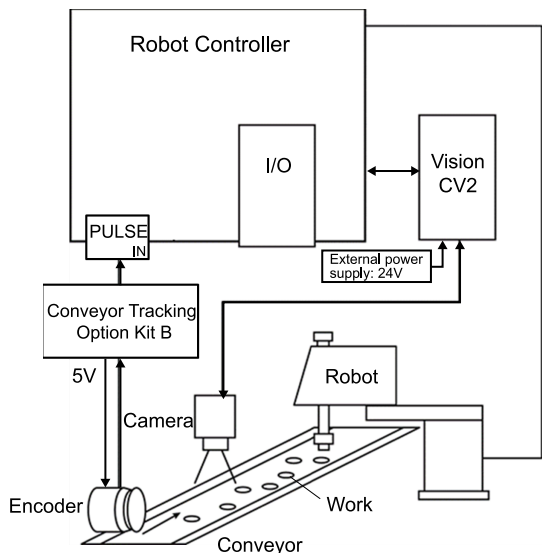 Robot Controller
I/O
Vision
CV2
PULSE
IN
External power
supply: 24V
Conveyor Tracking
Option Kit B
5V
Camera
Robot
Encoder
Work
Conveyor